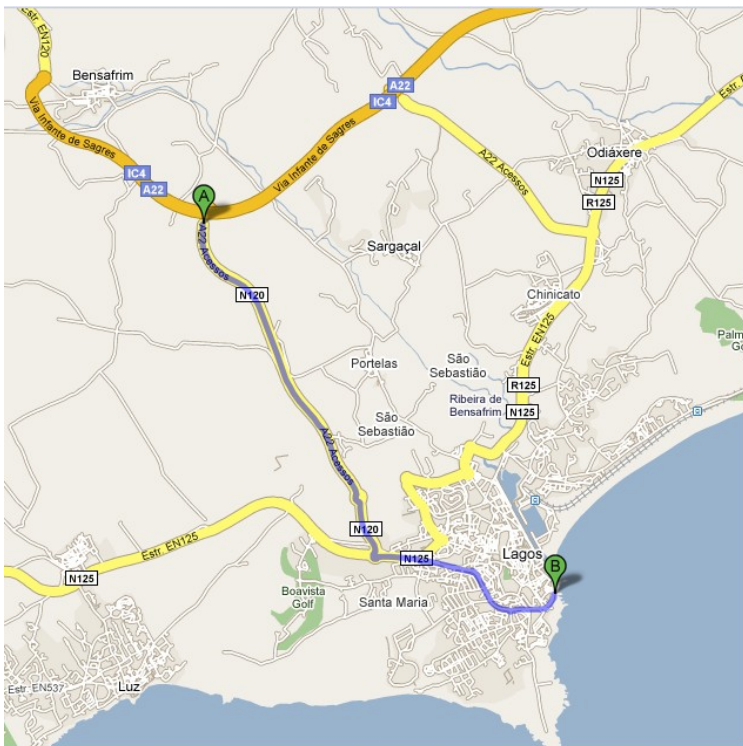 Estr. EN120
Bensafrim
A22
IC4
Via Infante de Sagres
Via Infante de Sagres
IC4
A22
A
A22 Acessos
Odiáxere
N125
R125
A22 Acessos
Sargaçal
N120
Chinicato
Estr. EN125
Portelas
São
Sebastião
R125
Ribeira de
Bensafrim
N125
São
Sebastião
A22 Acessos
N120
Estr. EN125
N125
N125
Lagos
B
Boavista
Golf
Santa Maria
Estr. EN537
Luz